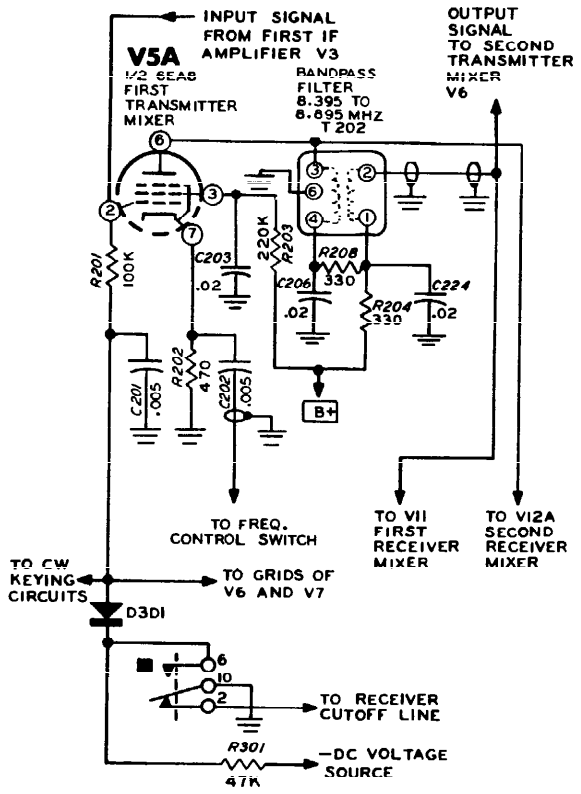 INPUT SIGNAL
FROM FIRST IF
AMPLIFIER V3
OUTPUT
SIGNAL
TO SECOND
TRANSMITTER
MIXER
V6
V5A
1/2 6EA8
FIRST
TRANSMITTER
MIXER
BANDPASS
FILTER
8.395 TO
8.895 MHZ
T202
6
2
3
7
3
6
4
2
1
R201
100K
C203
.02
220K
R203
R208
330
C206
.02
R204
330
C224
.02
C201
.005
R202
470
C202
.005
B+
TO FREQ.
CONTROL SWITCH
TO V11
FIRST
RECEIVER
MIXER
TO V12A
SECOND
RECEIVER
MIXER
TO CW
KEYING
CIRCUITS
TO GRIDS OF
V6 AND V7
D3D1
6
10
2
TO RECEIVER
CUTOFF LINE
R301
47K
–DC VOLTAGE
SOURCE